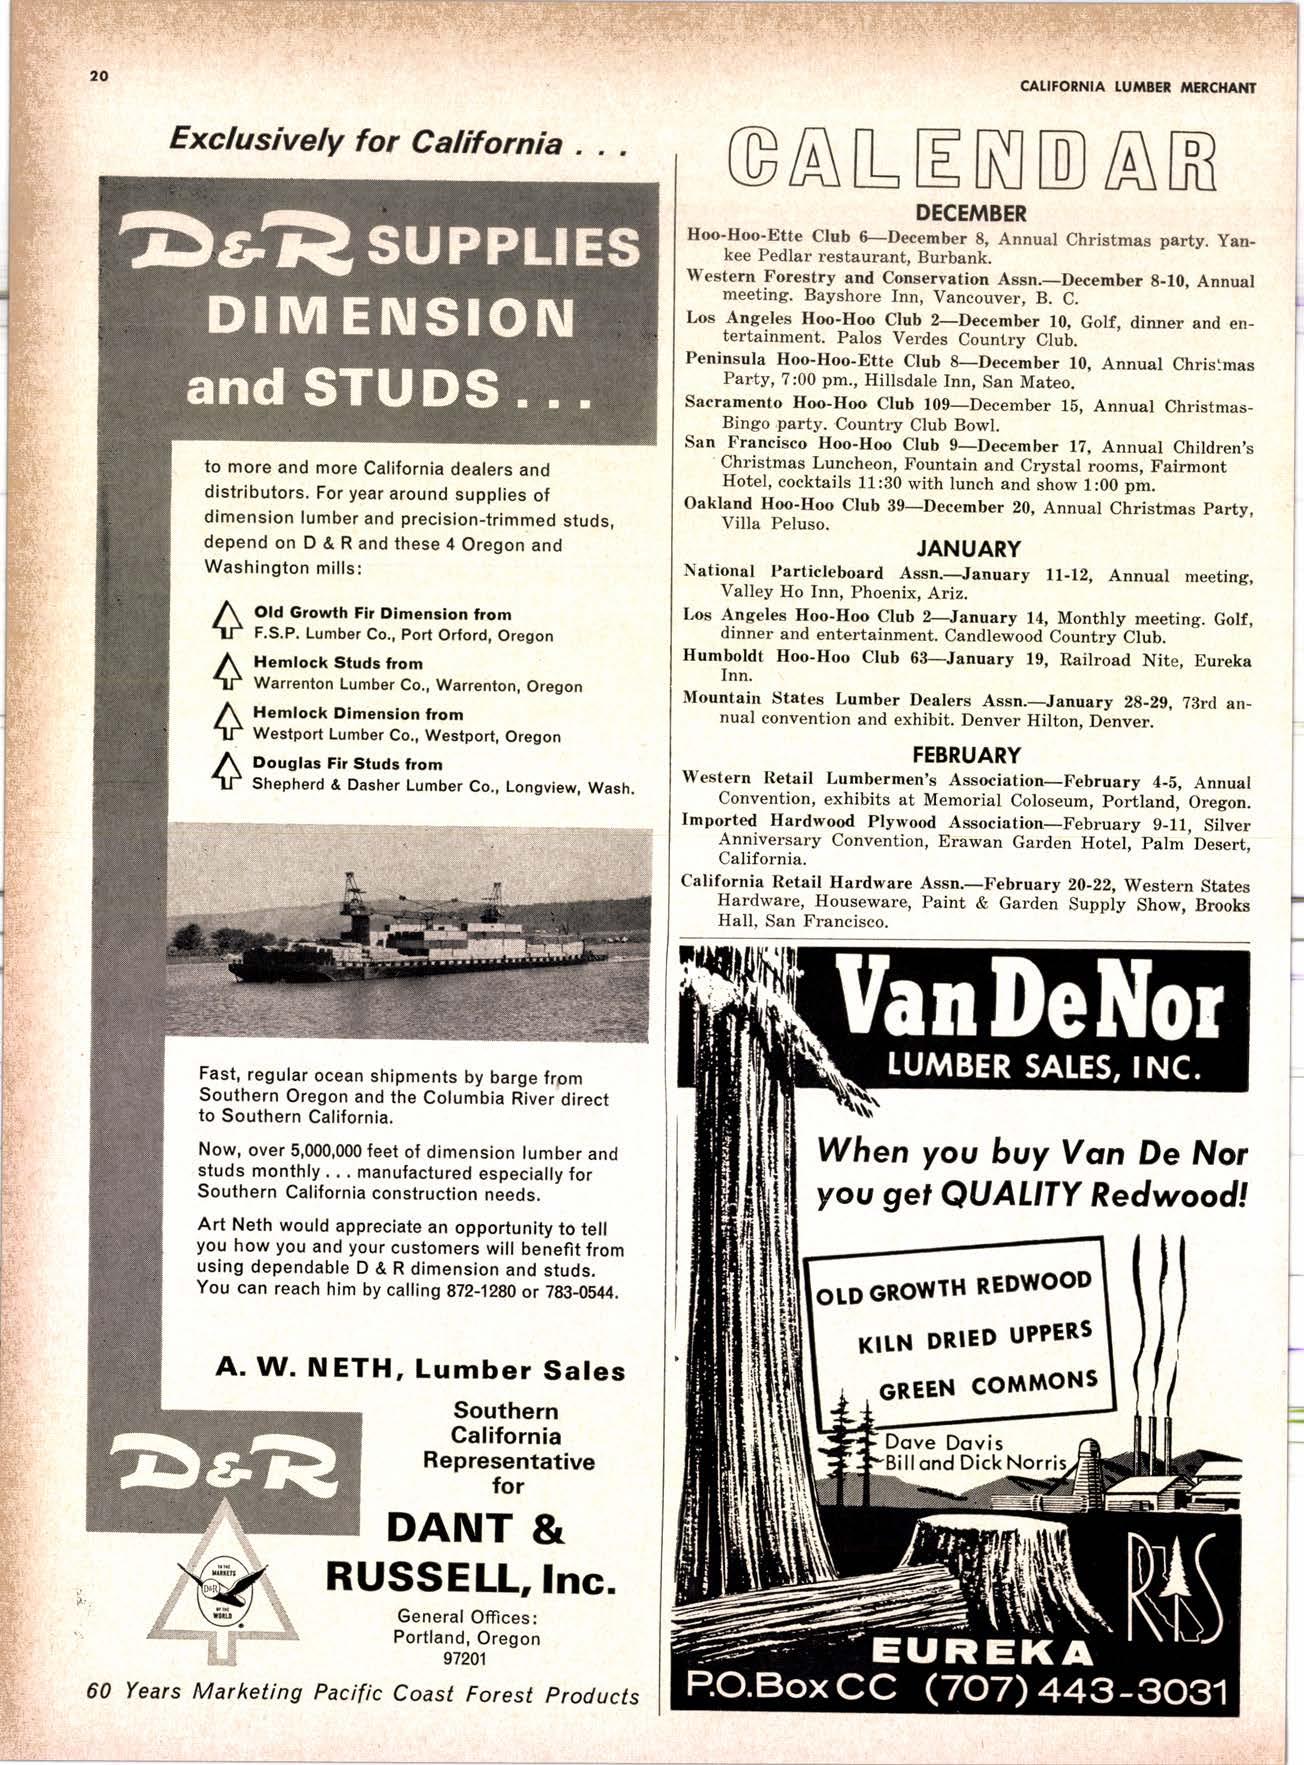 20
CALIFORNIA LUMBER MERCHANT
Exclusively for California . . .
D&R SUPPLIES
DIMENSION
and STUDS . . .
to more and more California dealers and
distributors. For year around supplies of
dimension lumber and precision-trimmed studs,
depend on D & R and these 4 Oregon and
Washington mills:
Old Growth Fir Dimension from
F.S.P. Lumber Co., Port Orford, Oregon
Hemlock Studs from
Warrenton Lumber Co., Warrenton, Oregon
Hemlock Dimension from
Westport Lumber Co., Westport, Oregon
Douglas Fir Studs from
Shepherd & Dasher Lumber Co., Longview, Wash.
Fast, regular ocean shipments by barge from
Southern Oregon and the Columbia River direct
to Southern California.
Now, over 5,000,000 feet of dimension lumber and
studs monthly . . . manufactured especially for
Southern California construction needs.
Art Neth would appreciate an opportunity to tell
you how you and your customers will benefit from
using dependable D & R dimension and studs.
You can reach him by calling 872-1280 or 783-0544.
A. W. NETH, Lumber Sales
Southern
California
Representative
for
DANT &
RUSSELL, Inc.
General Offices:
Portland, Oregon
97201
D&R
TO THE
MARKETS
D&R
OF THE
WORLD
60 Years Marketing Pacific Coast Forest Products
CALENDAR
DECEMBER
Hoo-Hoo-Ette Club 6—December 8, Annual Christmas party. Yan-
kee Pedlar restaurant, Burbank.
Western Forestry and Conservation Assn.—December 8-10, Annual
meeting. Bayshore Inn, Vancouver, B. C.
Los Angeles Hoo-Hoo Club 2—December 10, Golf, dinner and en-
tertainment. Palos Verdes Country Club.
Peninsula Hoo-Hoo-Ette Club 8—December 10, Annual Christmas
Party, 7:00 pm., Hillsdale Inn, San Mateo.
Sacramento Hoo-Hoo Club 109—December 15, Annual Christmas-
Bingo party. Country Club Bowl.
San Francisco Hoo-Hoo Club 9—December 17, Annual Children's
Christmas Luncheon, Fountain and Crystal rooms, Fairmont
Hotel, cocktails 11:30 with lunch and show 1:00 pm.
Oakland Hoo-Hoo Club 39—December 20, Annual Christmas Party,
Villa Peluso.
JANUARY
National Particleboard Assn.—January 11-12, Annual meeting,
Valley Ho Inn, Phoenix, Ariz.
Los Angeles Hoo-Hoo Club 2—January 14, Monthly meeting. Golf,
dinner and entertainment. Candlewood Country Club.
Humboldt Hoo-Hoo Club 63—January 19, Railroad Nite, Eureka
Inn.
Mountain States Lumber Dealers Assn.—January 28-29, 73rd an-
nual convention and exhibit. Denver Hilton, Denver.
FEBRUARY
Western Retail Lumbermen's Association—February 4-5, Annual
Convention, exhibits at Memorial Coloseum, Portland, Oregon.
Imported Hardwood Plywood Association—February 9-11, Silver
Anniversary Convention, Erawan Garden Hotel, Palm Desert,
California.
California Retail Hardware Assn.—February 20-22, Western States
Hardware, Houseware, Paint & Garden Supply Show, Brooks
Hall, San Francisco.
Van De Nor
LUMBER SALES, INC.
When you buy Van De Nor
you get QUALITY Redwood!
OLD GROWTH REDWOOD
KILN DRIED UPPERS
GREEN COMMONS
Dave Davis
Bill and Dick Norris
R S
EUREKA
P.O. Box CC (707) 443-3031